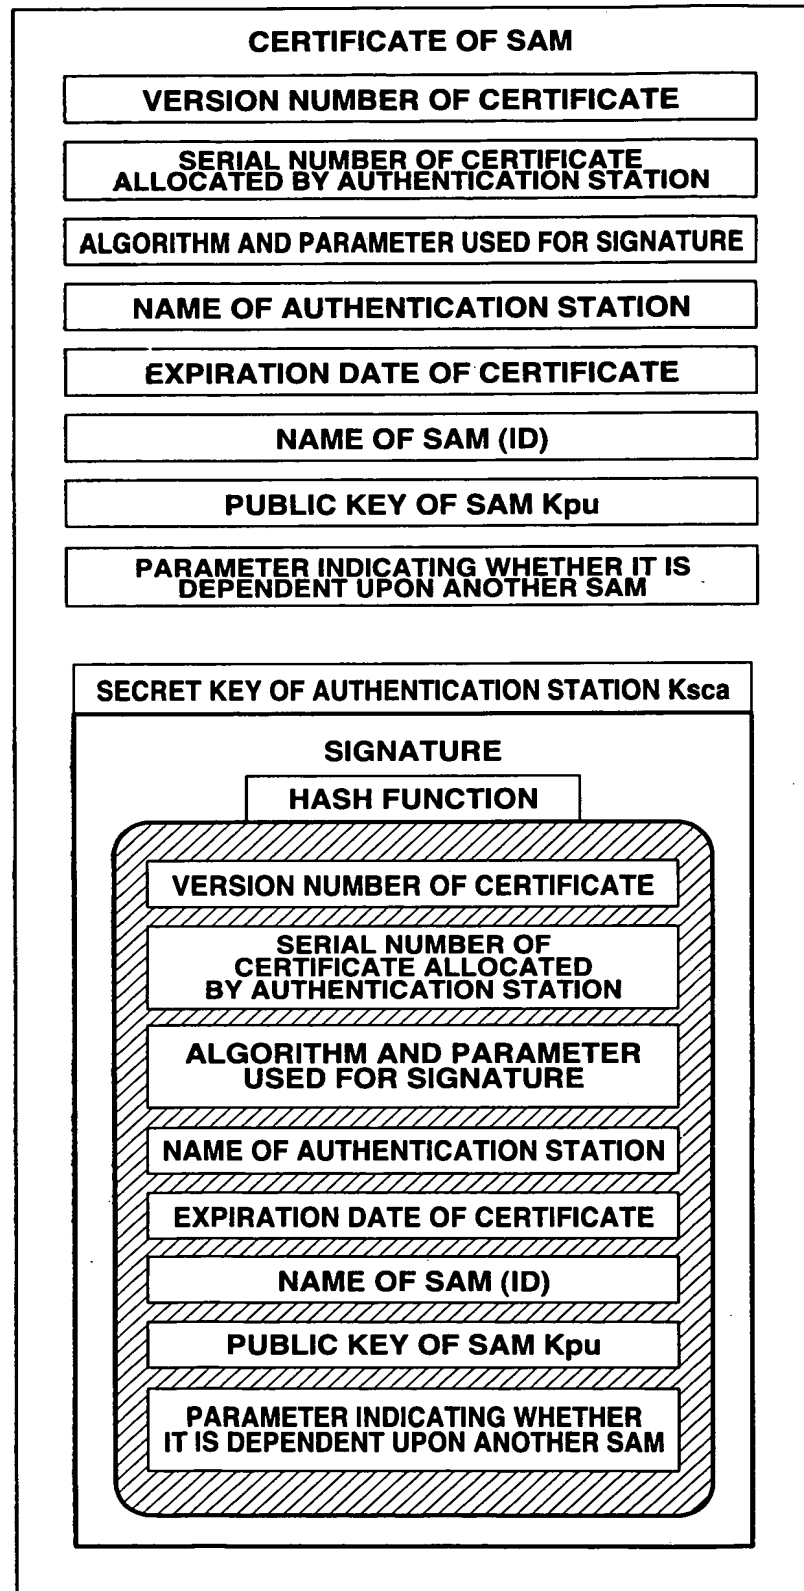 CERTIFICATE OF SAM
VERSION NUMBER OF CERTIFICATE
SERIAL NUMBER OF CERTIFICATE
ALLOCATED BY AUTHENTICATION STATION
ALGORITHM AND PARAMETER USED FOR SIGNATURE
NAME OF AUTHENTICATION STATION
EXPIRATION DATE OF CERTIFICATE
NAME OF SAM (ID)
PUBLIC KEY OF SAM Kpu
PARAMETER INDICATING WHETHER IT IS
DEPENDENT UPON ANOTHER SAM
SECRET KEY OF AUTHENTICATION STATION Ksca
SIGNATURE
HASH FUNCTION
VERSION NUMBER OF CERTIFICATE
SERIAL NUMBER OF
CERTIFICATE ALLOCATED
BY AUTHENTICATION STATION
ALGORITHM AND PARAMETER
USED FOR SIGNATURE
NAME OF AUTHENTICATION STATION
EXPIRATION DATE OF CERTIFICATE
NAME OF SAM (ID)
PUBLIC KEY OF SAM Kpu
PARAMETER INDICATING WHETHER
IT IS DEPENDENT UPON ANOTHER SAM